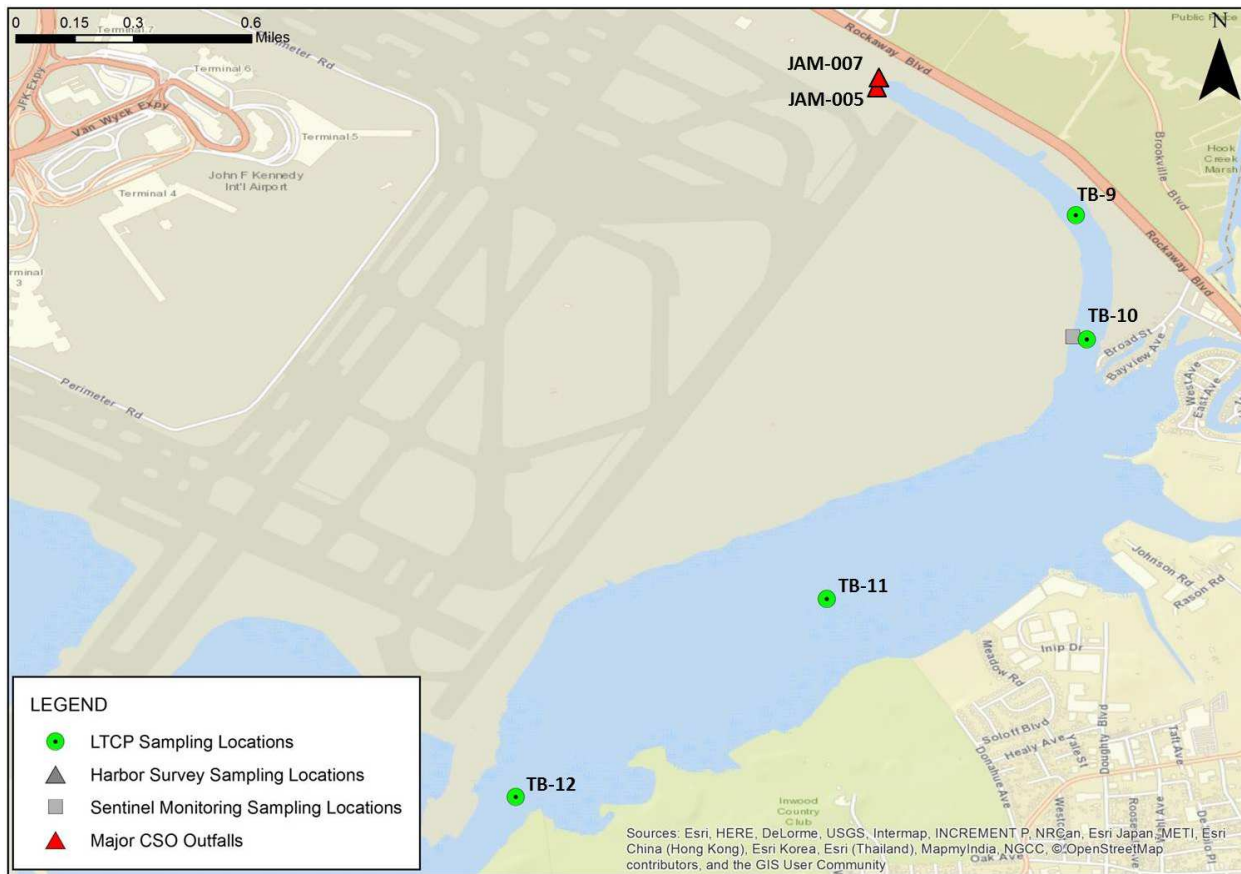 0 0.15 0.3 0.6
Miles
Terminal 7
Perimeter Rd
Terminal 6
JFK Expy
Van Wyck Expy
Terminal 5
John F Kennedy
Int'l Airport
Terminal 4
3
Perimeter Rd
Public Place
N
Rockaway Blvd
JAM-007
JAM-005
Brookville Blvd
Hook
Creek
Marsh
TB-9
Rockaway Blvd
TB-10
Broad St
Bayview Ave
West Ave
East Ave
TB-11
Johnson Rd
Rason Rd
Inip Dr
Meadow Rd
Soloff Blvd
Healy Ave
Yale St
Doughty Blvd
Taft Ave
Donahue Ave
Wanser Ave
TB-12
Inwood
Country
Club
Oak Ave
LEGEND
LTCP Sampling Locations
Harbor Survey Sampling Locations
Sentinel Monitoring Sampling Locations
Major CSO Outfalls
Sources: Esri, HERE, DeLorme, USGS, Intermap, INCREMENT P, NRCan, Esri Japan, METI, Esri
China (Hong Kong), Esri Korea, Esri (Thailand), MapmyIndia, NGCC, © OpenStreetMap
contributors, and the GIS User Community